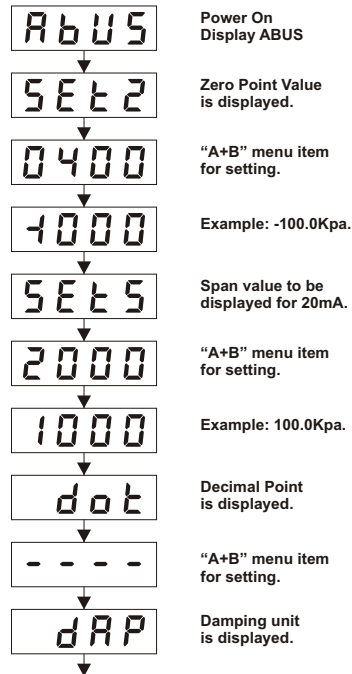 AbUS
Power On
Display ABUS
SEt2
Zero Point Value
is displayed.
0400
“A+B” menu item
for setting.
-1000
Example: -100.0Kpa.
SEtS
Span value to be
displayed for 20mA.
2000
“A+B” menu item
for setting.
1000
Example: 100.0Kpa.
dot
Decimal Point
is displayed.
- - - -
“A+B” menu item
for setting.
dAP
Damping unit
is displayed.